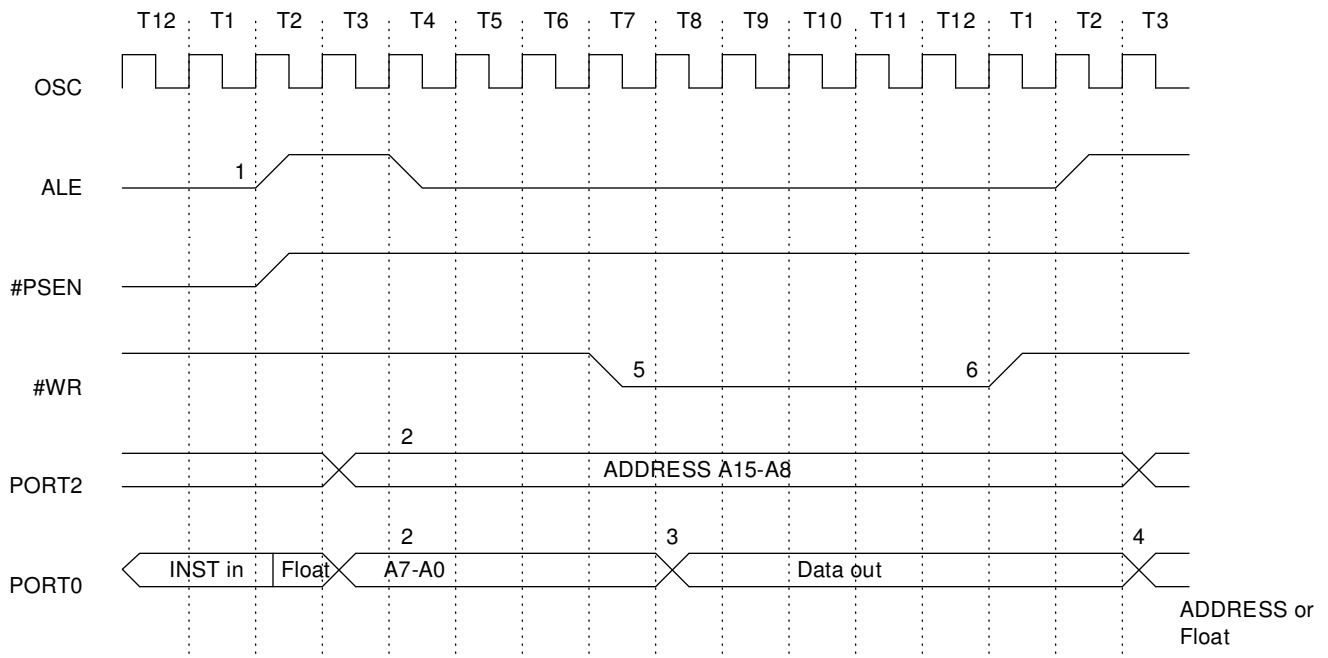 T12 T1 T2 T3 T4 T5 T6 T7 T8 T9 T10 T11 T12 T1 T2 T3
OSC
1
ALE
#PSEN
5 6
#WR
2
ADDRESS A15-A8
PORT2
2 3 4
INST in Float A7-A0 Data out
PORT0
ADDRESS or
Float